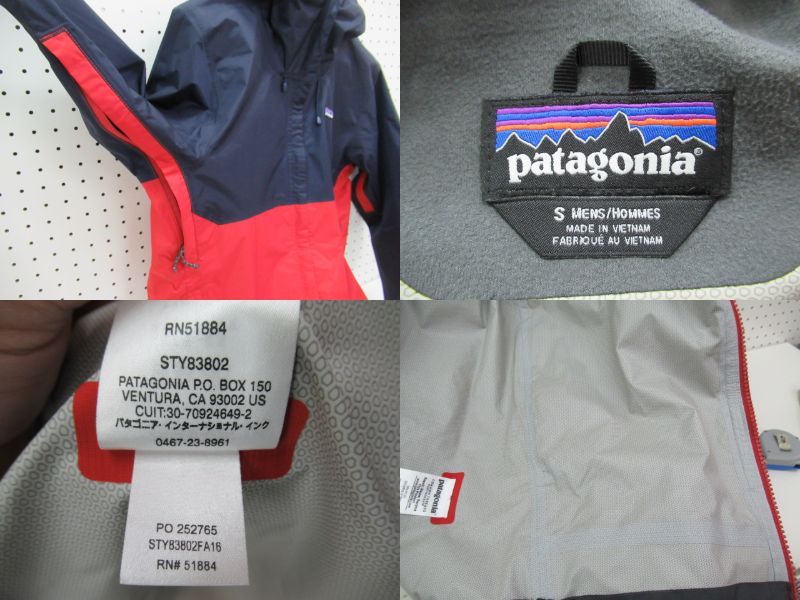 patagonia®
S MENS/HOMMES
MADE IN VIETNAM
FABRIQUÉ AU VIETNAM
RN51884
STY83802
PATAGONIA P.O. BOX 150
VENTURA, CA 93002 US
CUIT:30-70924649-2
パタゴニア・インターナショナル・インク
0467-23-8961
PO 252765
STY83802FA16
RN# 51884
patagonia